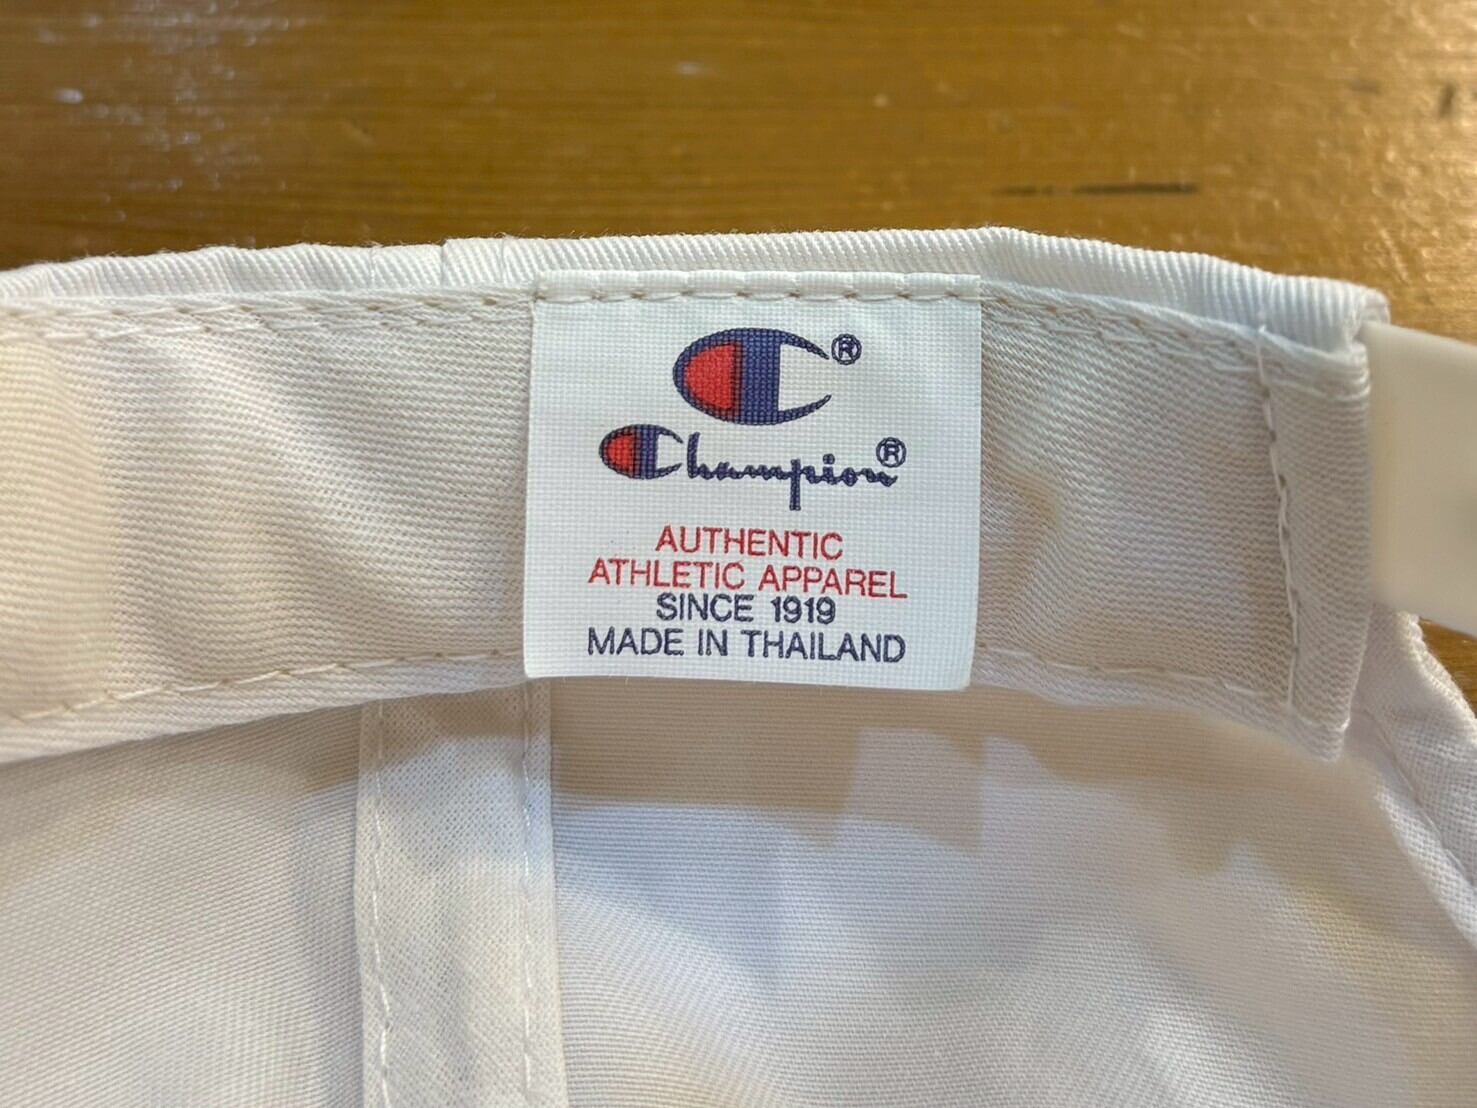 C®
Champion®
AUTHENTIC
ATHLETIC APPAREL
SINCE 1919
MADE IN THAILAND